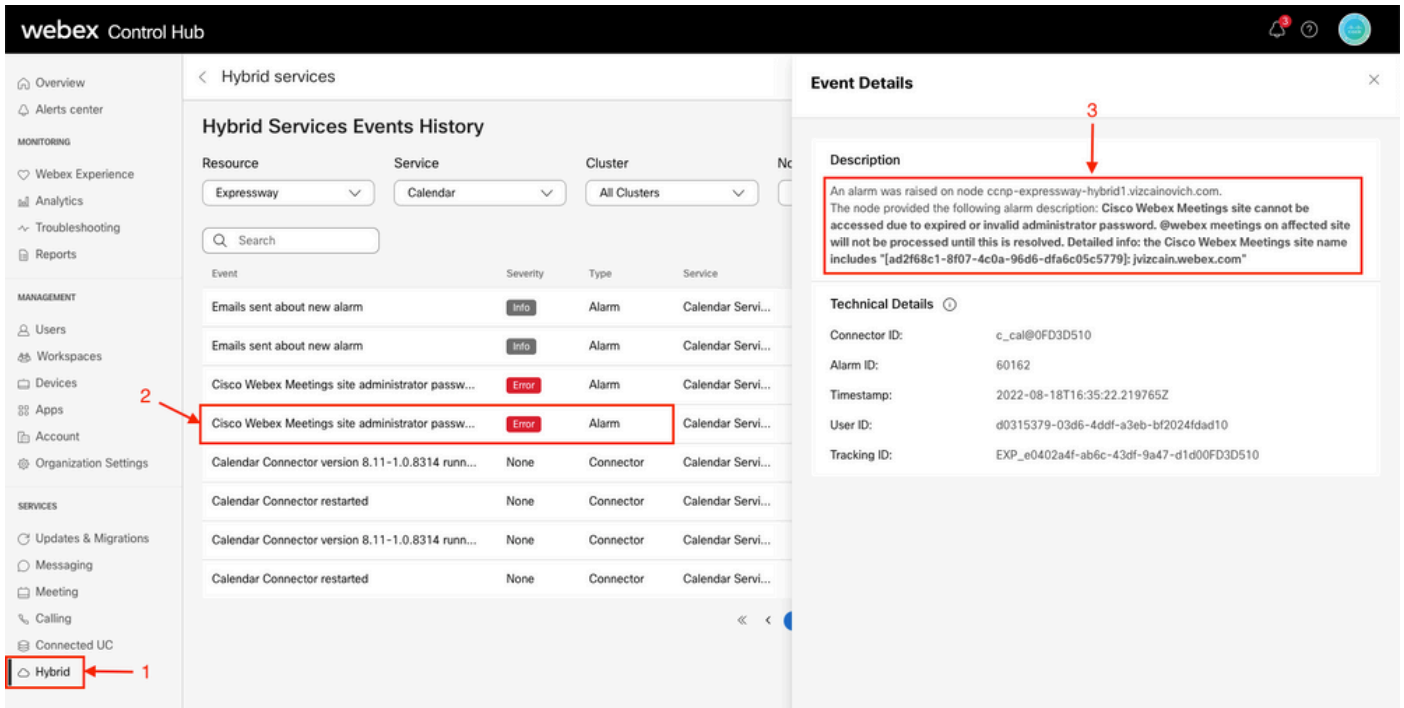 webex Control Hub
3
Overview
Alerts center
MONITORING
Webex Experience
Analytics
Troubleshooting
Reports
MANAGEMENT
Users
Workspaces
Devices
Apps
Account
Organization Settings
SERVICES
Updates & Migrations
Messaging
Meeting
Calling
Connected UC
Hybrid
1
Hybrid services
Hybrid Services Events History
Resource Service Cluster No
Expressway Calendar All Clusters
Search
Event Severity Type Service
Emails sent about new alarm Info Alarm Calendar Servi...
Emails sent about new alarm Info Alarm Calendar Servi...
Cisco Webex Meetings site administrator passw... Error Alarm Calendar Servi...
2
Cisco Webex Meetings site administrator passw... Error Alarm Calendar Servi...
Calendar Connector version 8.11-1.0.8314 runn... None Connector Calendar Servi...
Calendar Connector restarted None Connector Calendar Servi...
Calendar Connector version 8.11-1.0.8314 runn... None Connector Calendar Servi...
Calendar Connector restarted None Connector Calendar Servi...
Event Details
3
Description
An alarm was raised on node ccnp-expressway-hybrid1.vizcainovich.com.
The node provided the following alarm description: Cisco Webex Meetings site cannot be
accessed due to expired or invalid administrator password. @webex meetings on affected site
will not be processed until this is resolved. Detailed info: the Cisco Webex Meetings site name
includes "[ad2f68c1-8f07-4c0a-96d6-dfa6c05c5779]: jvizcain.webex.com"
Technical Details
Connector ID: c_cal@0FD3D510
Alarm ID: 60162
Timestamp: 2022-08-18T16:35:22.219765Z
User ID: d0315379-03d6-4ddf-a3eb-bf2024fdad10
Tracking ID: EXP_e0402a4f-ab6c-43df-9a47-d1d00FD3D510